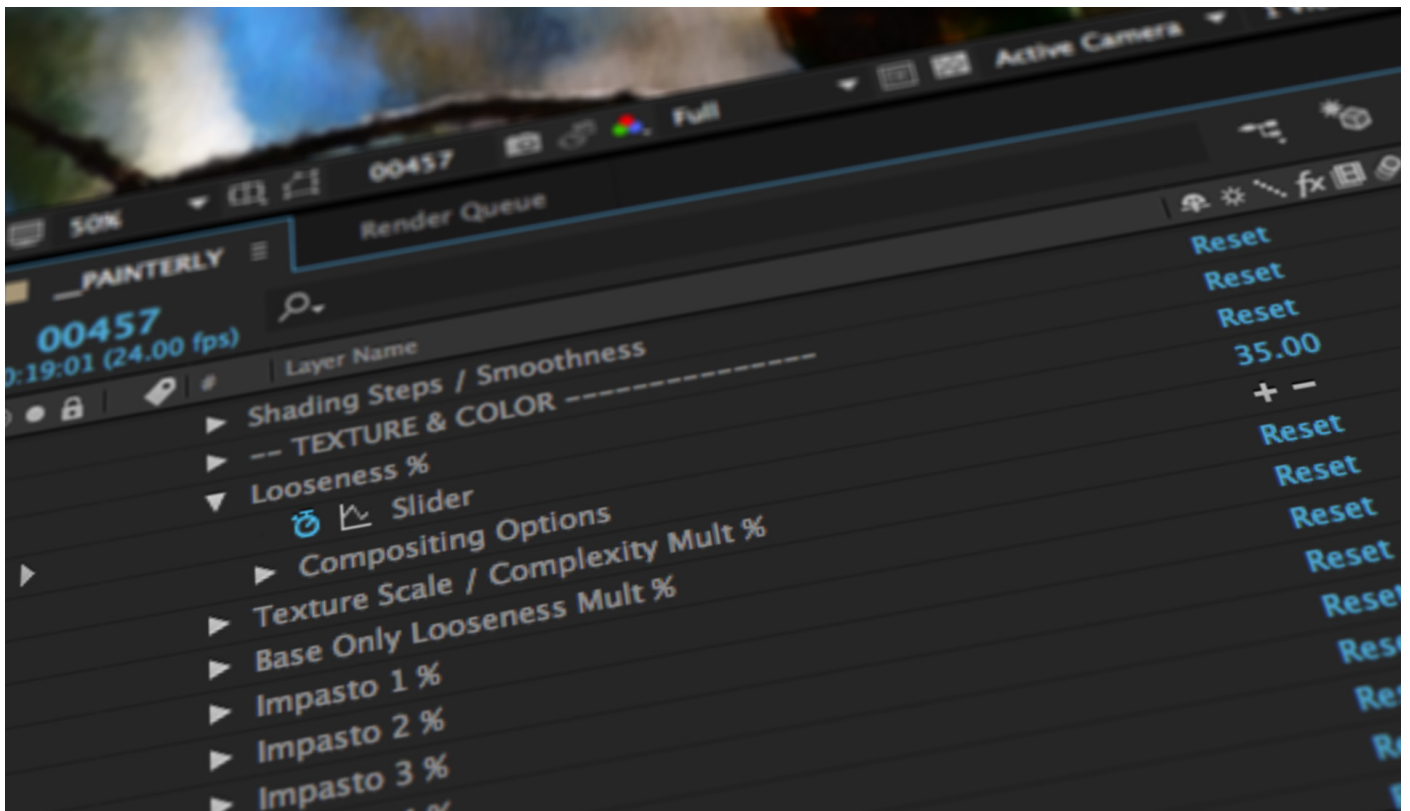 Active Camera
Full
00457
50%
Render Queue
__PAINTERLY
00457
0:19:01 (24.00 fps)
# Layer Name
fx
Shading Steps / Smoothness Reset
-- TEXTURE & COLOR --------------- Reset
Looseness % Reset
Slider 35.00
Compositing Options + −
Texture Scale / Complexity Mult % Reset
Base Only Looseness Mult % Reset
Impasto 1 % Reset
Impasto 2 % Reset
Impasto 3 % Reset